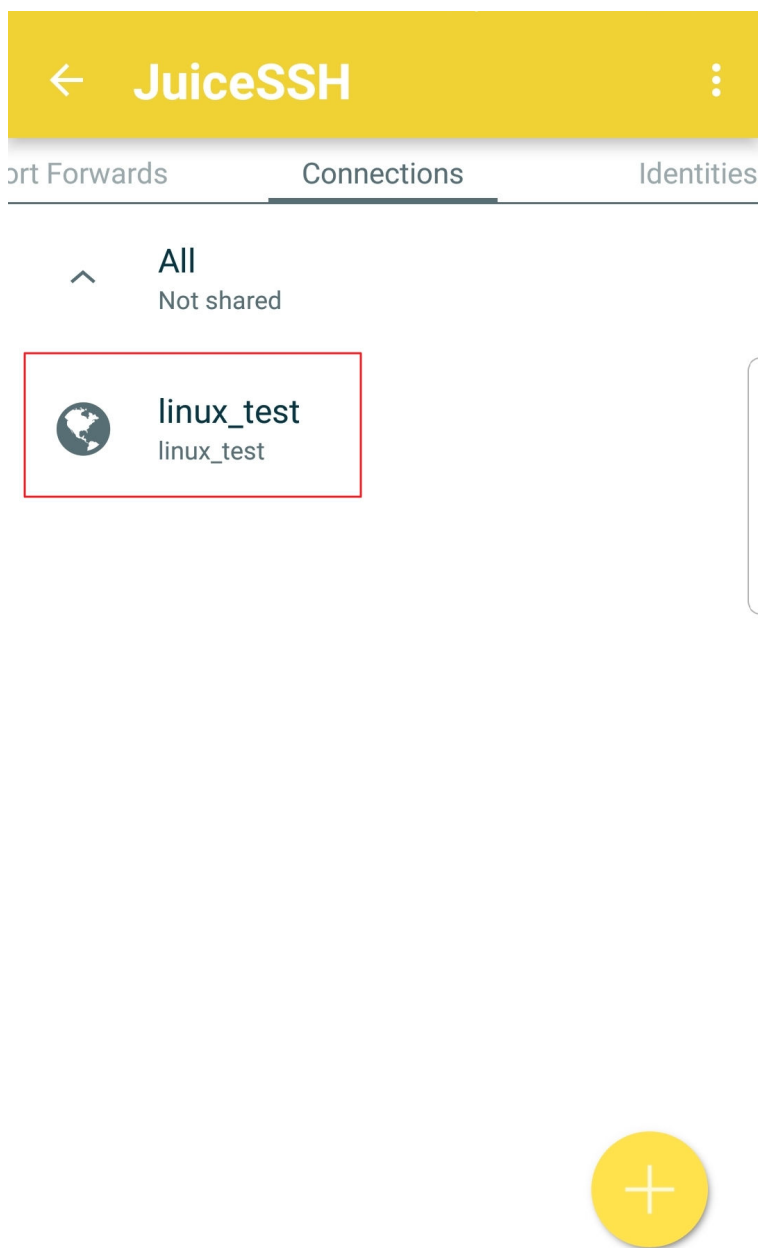 JuiceSSH
ort Forwards Connections Identities
All
Not shared
linux_test
linux_test